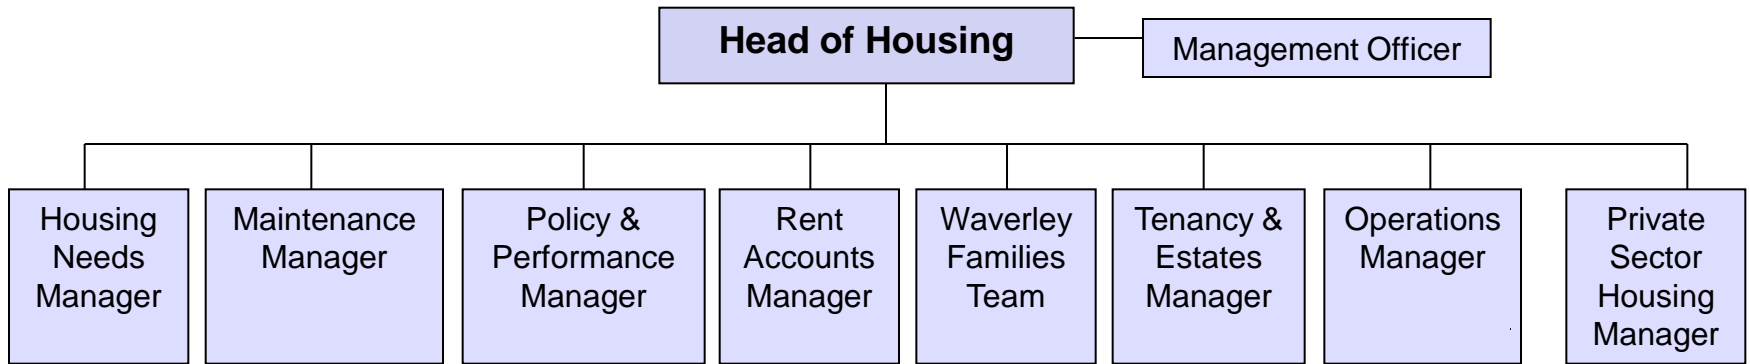 Head of Housing
Management Officer
Housing
Needs
Manager
Maintenance
Manager
Policy &
Performance
Manager
Rent
Accounts
Manager
Waverley
Families
Team
Tenancy &
Estates
Manager
Operations
Manager
Private
Sector
Housing
Manager